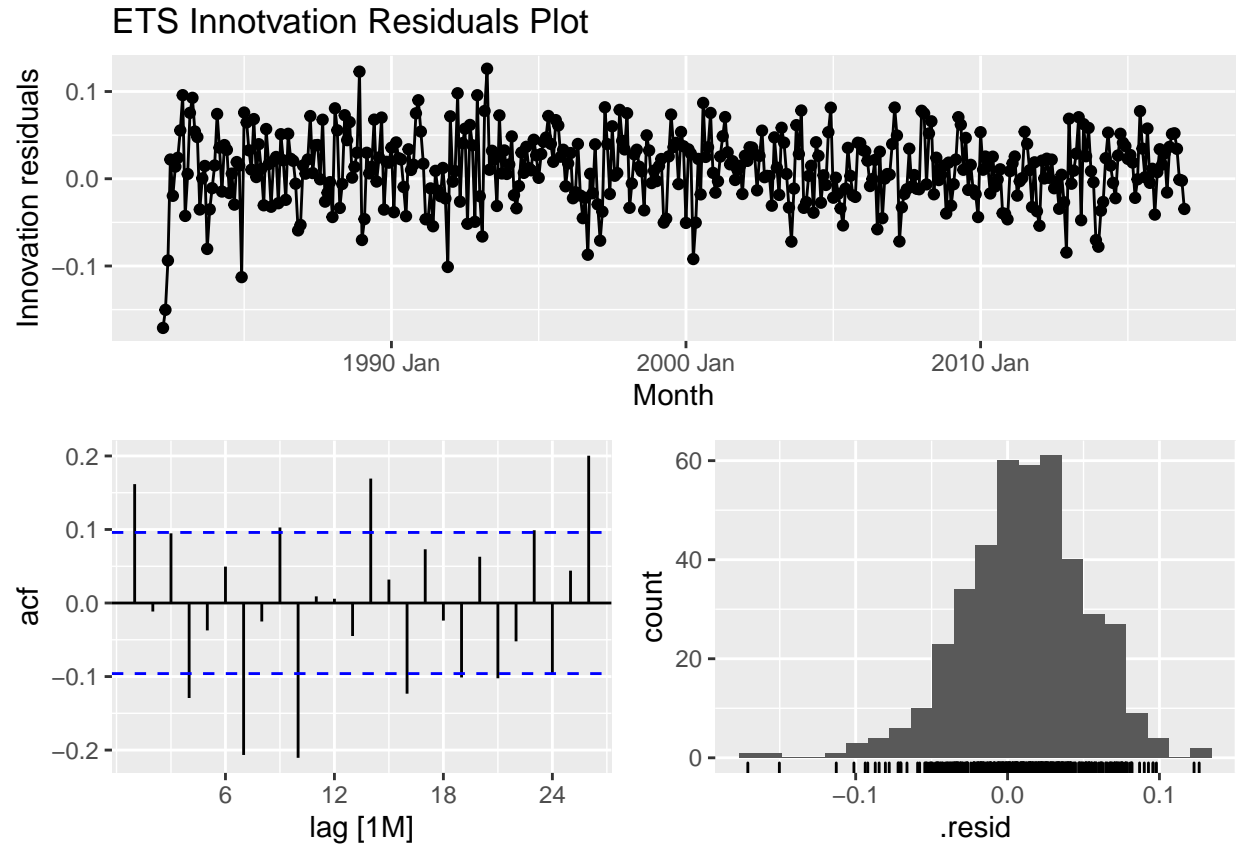 ETS Innotvation Residuals Plot
Innovation residuals
0.1
0.0
−0.1
1990 Jan
2000 Jan
2010 Jan
Month
acf
0.2
0.1
0.0
−0.1
−0.2
6
12
18
24
lag [1M]
count
60
40
20
0
−0.1
0.0
0.1
.resid